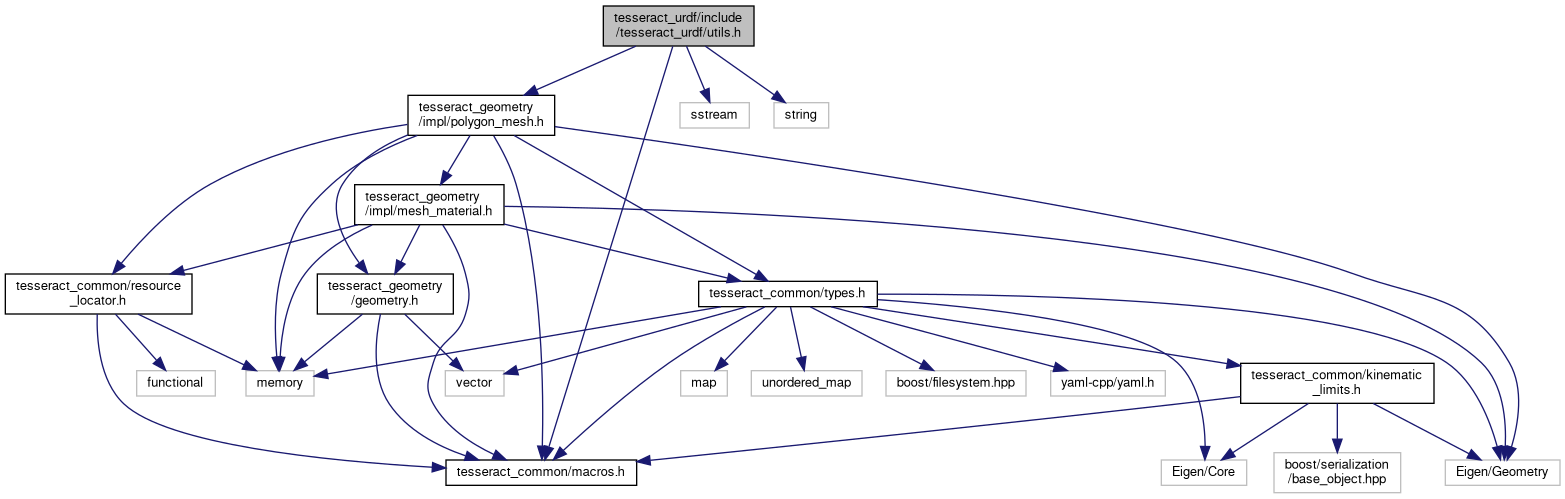 tesseract_urdf/include
/tesseract_urdf/utils.h
tesseract_geometry
/impl/polygon_mesh.h
sstream
string
tesseract_geometry
/impl/mesh_material.h
tesseract_common/resource
_locator.h
tesseract_geometry
/geometry.h
tesseract_common/types.h
functional
memory
vector
map
unordered_map
boost/filesystem.hpp
yaml-cpp/yaml.h
tesseract_common/kinematic
_limits.h
tesseract_common/macros.h
Eigen/Core
boost/serialization
/base_object.hpp
Eigen/Geometry